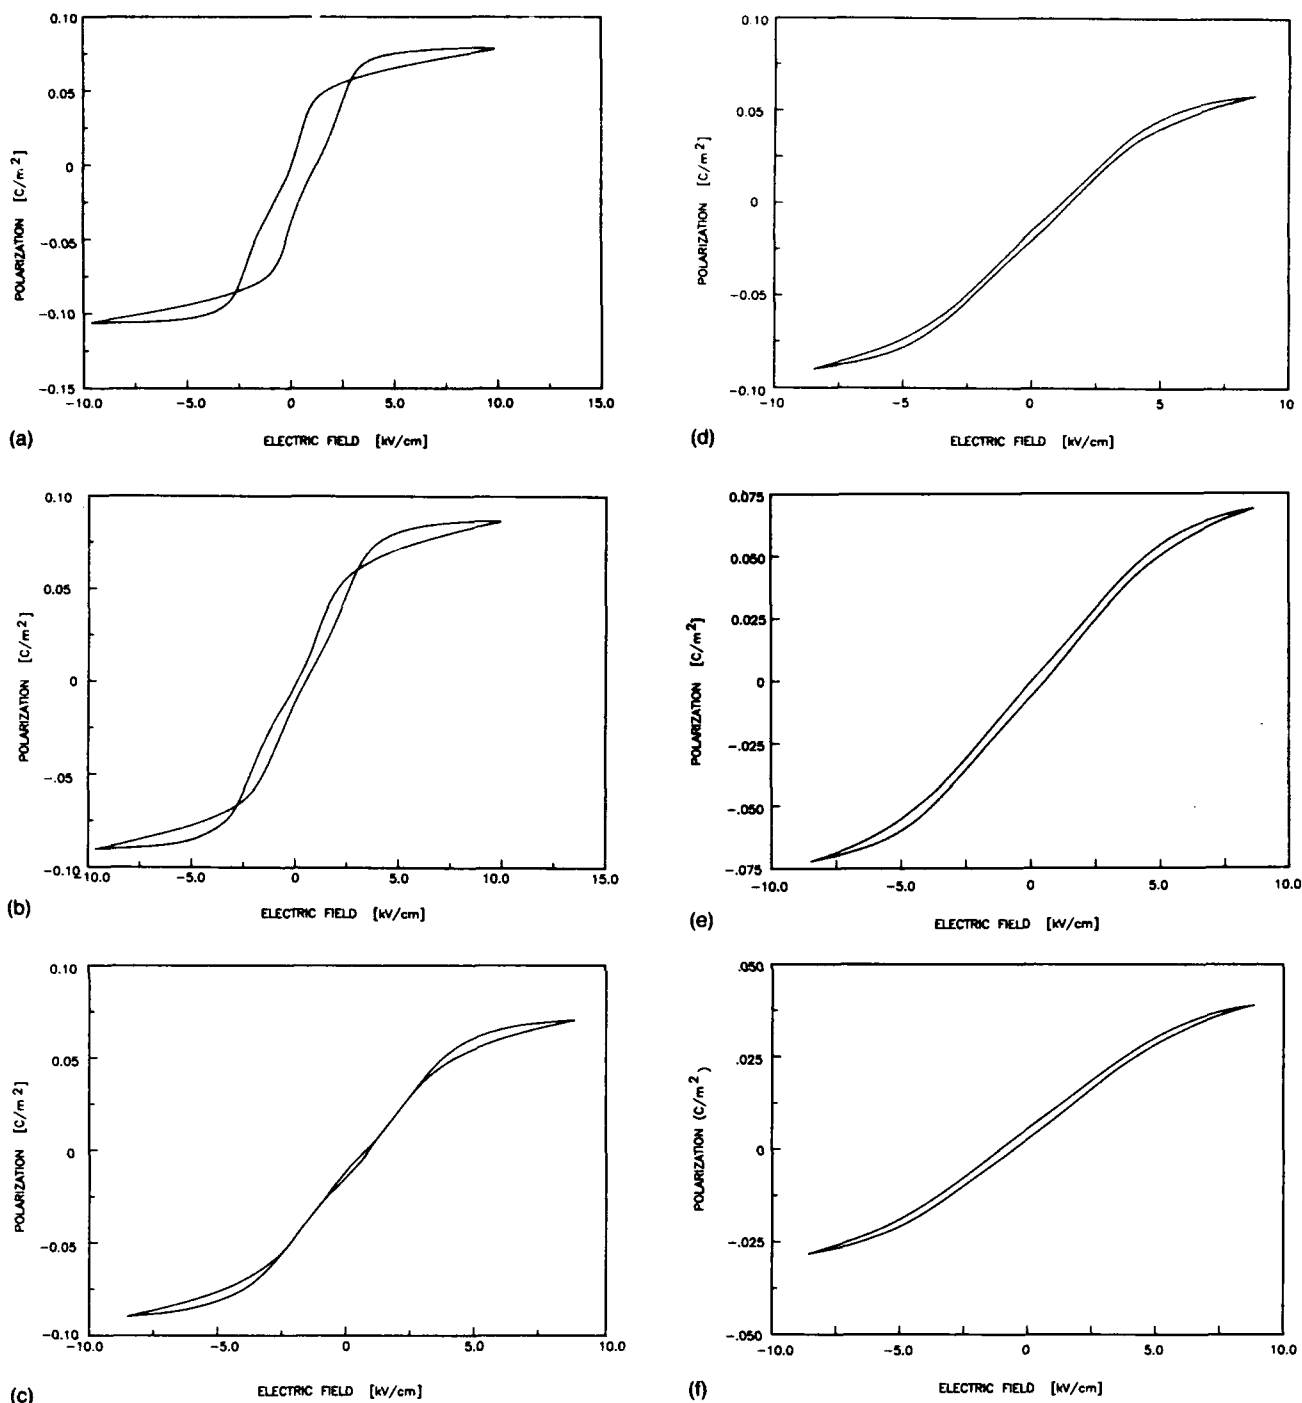 0.10
0.05
0
-0.05
-0.10
-0.15
POLARIZATION [C/m²]
-10.0 -5.0 0 5.0 10.0 15.0
(a) ELECTRIC FIELD [kV/cm]
0.10
0.05
0
-.05
-0.10
POLARIZATION [C/m²]
-10.0 -5.0 0 5.0 10.0 15.0
(b) ELECTRIC FIELD [kV/cm]
0.10
0.05
0
-0.05
-0.10
POLARIZATION [C/m²]
-10.0 -5.0 0 5.0 10.0
(c) ELECTRIC FIELD [kV/cm]
0.10
0.05
0
-0.05
-0.10
POLARIZATION [C/m²]
-10 -5 0 5 10
(d) ELECTRIC FIELD [kV/cm]
0.075
0.050
0.025
0
-.025
-.050
-.075
POLARIZATION [C/m²]
-10.0 -5.0 0 5.0 10.0
(e) ELECTRIC FIELD [kV/cm]
.050
.025
0
-.025
-.050
POLARIZATION (C/m²)
-10.0 -5.0 0 5.0 10.0
(f) ELECTRIC FIELD [kV/cm]